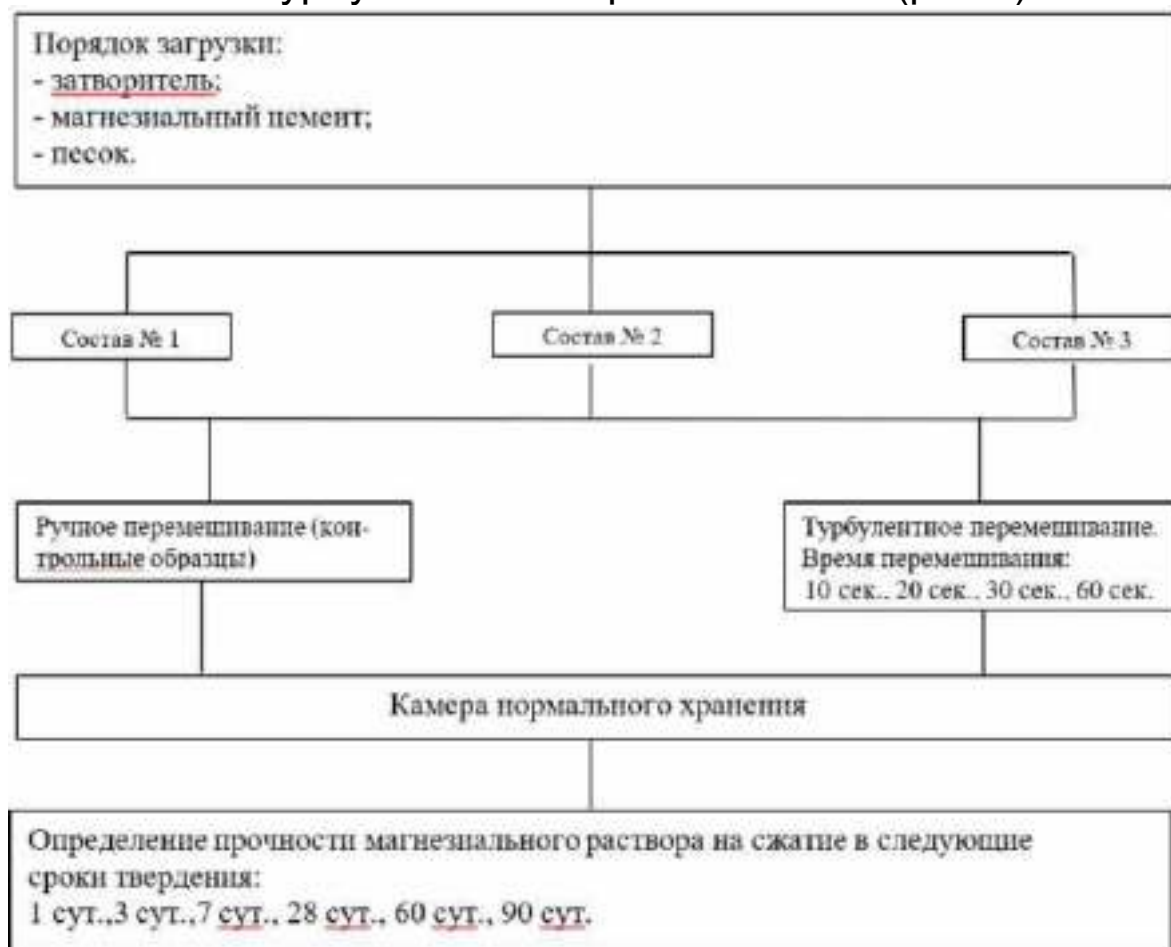 Порядок загрузки:
- затворитель;
- магнезиальный цемент;
- песок.
Состав № 1
Состав № 2
Состав № 3
Ручное перемешивание (кон-
трольные образцы)
Турбулентное перемешивание.
Время перемешивания:
10 сек., 20 сек., 30 сек., 60 сек.
Камера нормального хранения
Определение прочности магнезиального раствора на сжатие в следующие
сроки твердения:
1 сут.,3 сут.,7 сут., 28 сут., 60 сут., 90 сут.